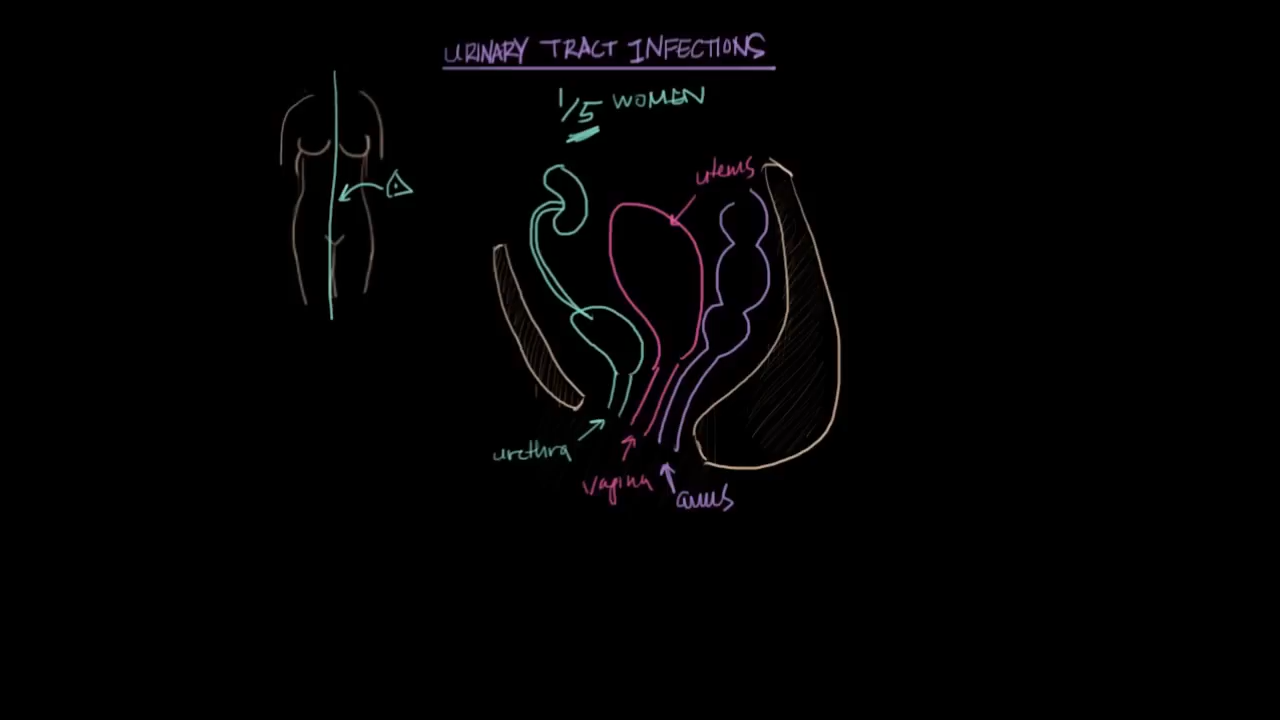 URINARY TRACT INFECTIONS
1/5 WOMEN
uterus
urethra
vagina
anus